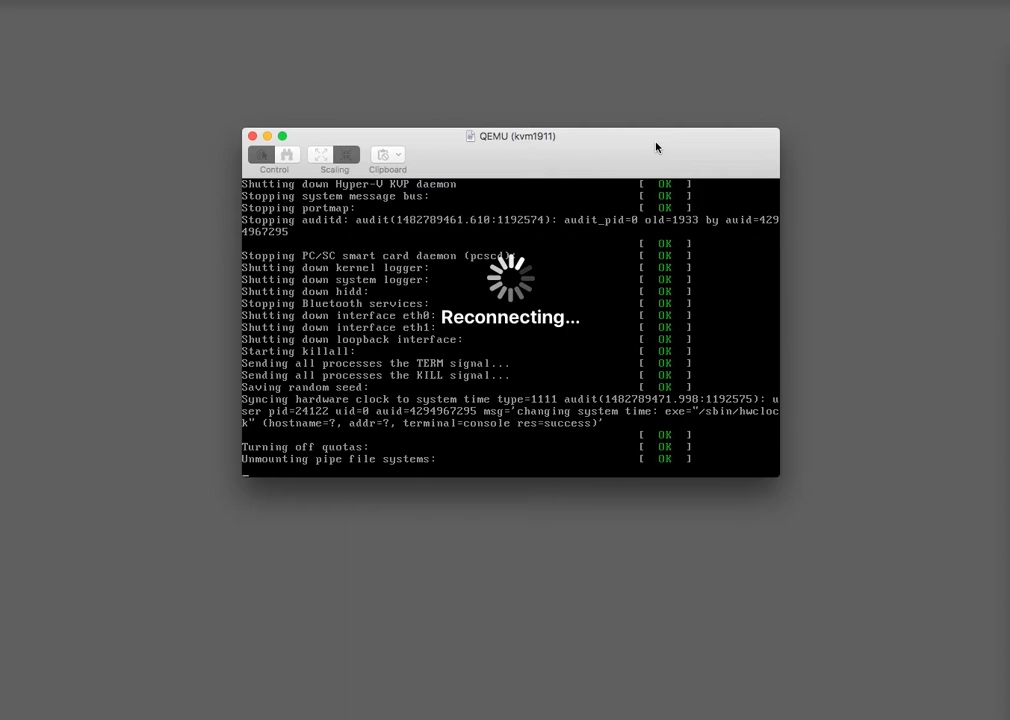 QEMU (kvm1911)
Control Scaling Clipboard
Shutting down Hyper-V KVP daemon [ OK ]
Stopping system message bus: [ OK ]
Stopping portmap: [ OK ]
Stopping auditd: audit(1482789461.610:1192574): audit_pid=0 old=1933 by auid=429
4967295
[ OK ]
Stopping PC/SC smart card daemon (pcscd): [ OK ]
Shutting down kernel logger: [ OK ]
Shutting down system logger: [ OK ]
Shutting down hidd: [ OK ]
Stopping Bluetooth services: [ OK ]
Shutting down interface eth0: [ OK ]
Reconnecting...
Shutting down interface eth1: [ OK ]
Shutting down loopback interface: [ OK ]
Starting killall: [ OK ]
Sending all processes the TERM signal... [ OK ]
Sending all processes the KILL signal... [ OK ]
Saving random seed: [ OK ]
Syncing hardware clock to system time type=1111 audit(1482789471.998:1192575): u
ser pid=24122 uid=0 auid=4294967295 msg='changing system time: exe="/sbin/hwcloc
k" (hostname=?, addr=?, terminal=console res=success)'
[ OK ]
Turning off quotas: [ OK ]
Unmounting pipe file systems: [ OK ]